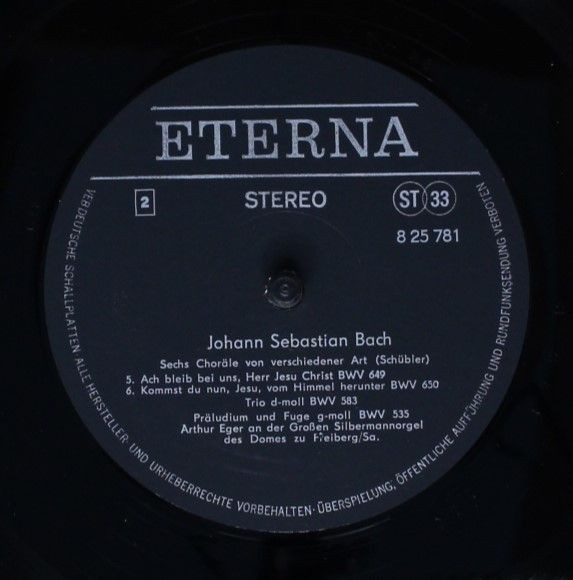 ETERNA
2
STEREO
ST 33
8 25 781
Johann Sebastian Bach
Sechs Choräle von verschiedener Art (Schübler)
5. Ach bleib bei uns, Herr Jesu Christ BWV 649
6. Kommst du nun, Jesu, vom Himmel herunter BWV 650
Trio d-moll BWV 583
Präludium und Fuge g-moll BWV 535
Arthur Eger an der Großen Silbermannorgel
des Domes zu Freiberg/Sa.
VEB DEUTSCHE SCHALLPLATTEN ALLE HERSTELLER- UND URHEBERRECHTE VORBEHALTEN·ÜBERSPIELUNG, ÖFFENTLICHE AUFFÜHRUNG UND RUNDFUNKSENDUNG VERBOTEN